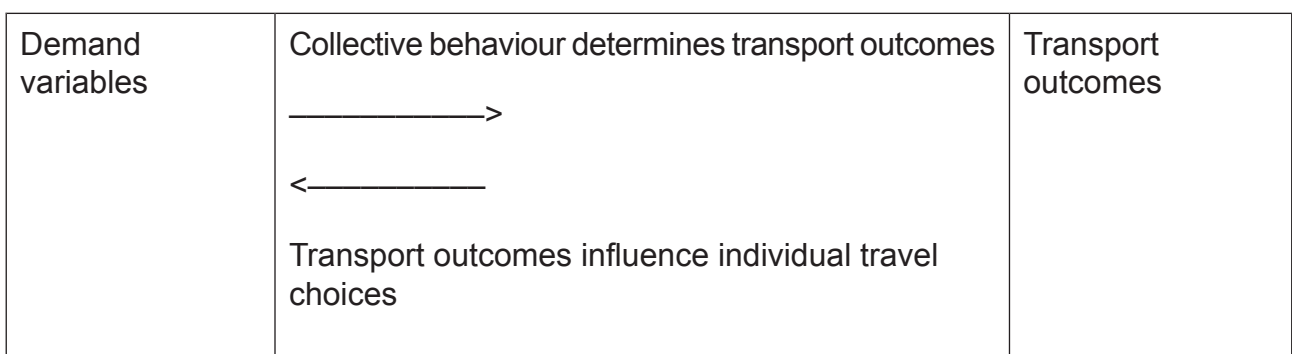 Demand
variables
Collective behaviour determines transport outcomes
———————————>
<——————————
Transport outcomes influence individual travel
choices
Transport
outcomes